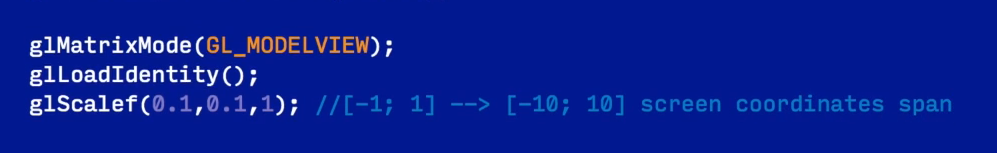 glMatrixMode(GL_MODELVIEW);
glLoadIdentity();
glScalef(0.1,0.1,1); //[-1; 1] --> [-10; 10] screen coordinates span